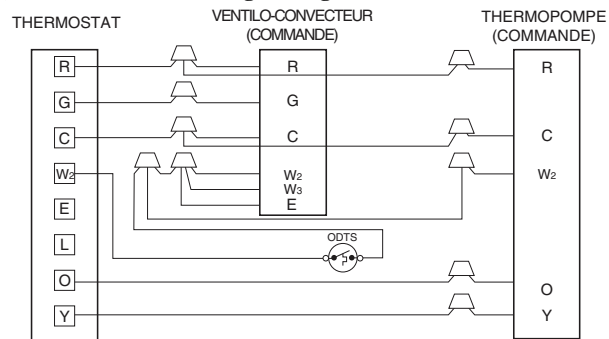 THERMOSTAT
VENTILO-CONVECTEUR
(COMMANDE)
THERMOPOMPE
(COMMANDE)
R
G
C
W2
E
L
O
Y
R
G
C
W2
W3
E
ODTS
R
C
W2
O
Y